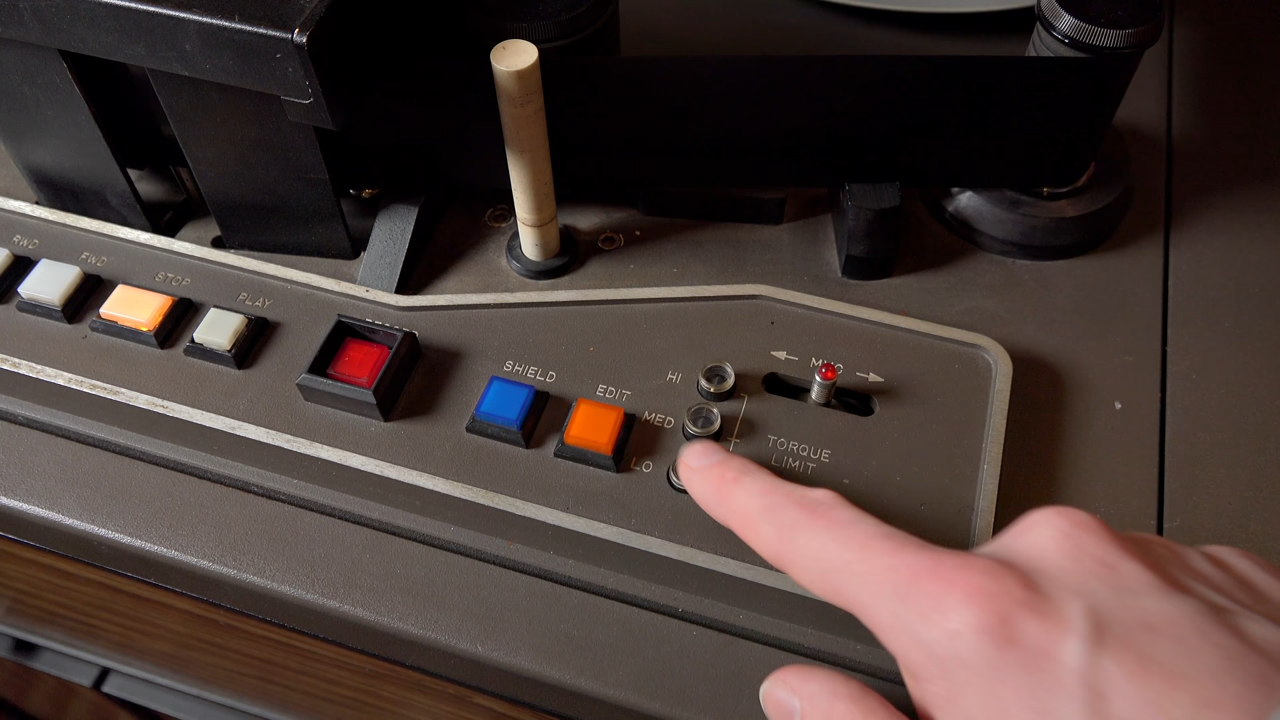 RWD
FWD
STOP
PLAY
SHIELD
EDIT
HI
MED
LO
TORQUE
LIMIT